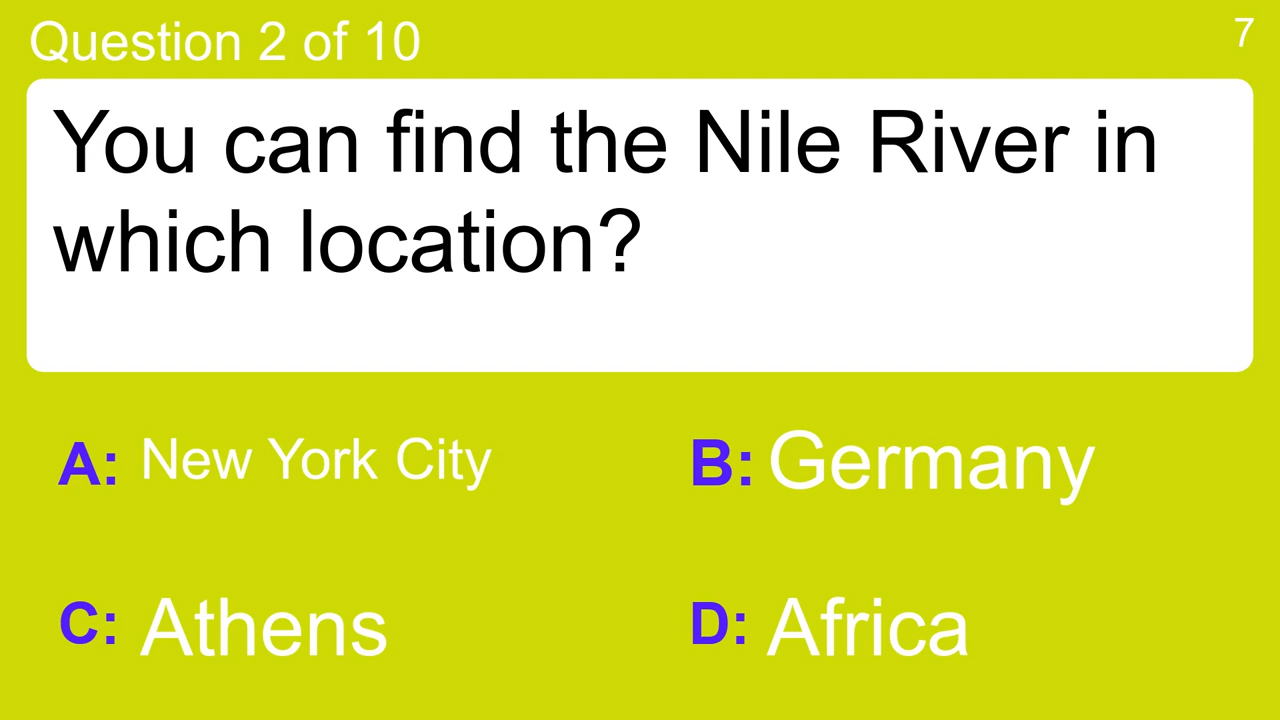 Question 2 of 10
7
You can find the Nile River in
which location?
A: New York City
B: Germany
C: Athens
D: Africa